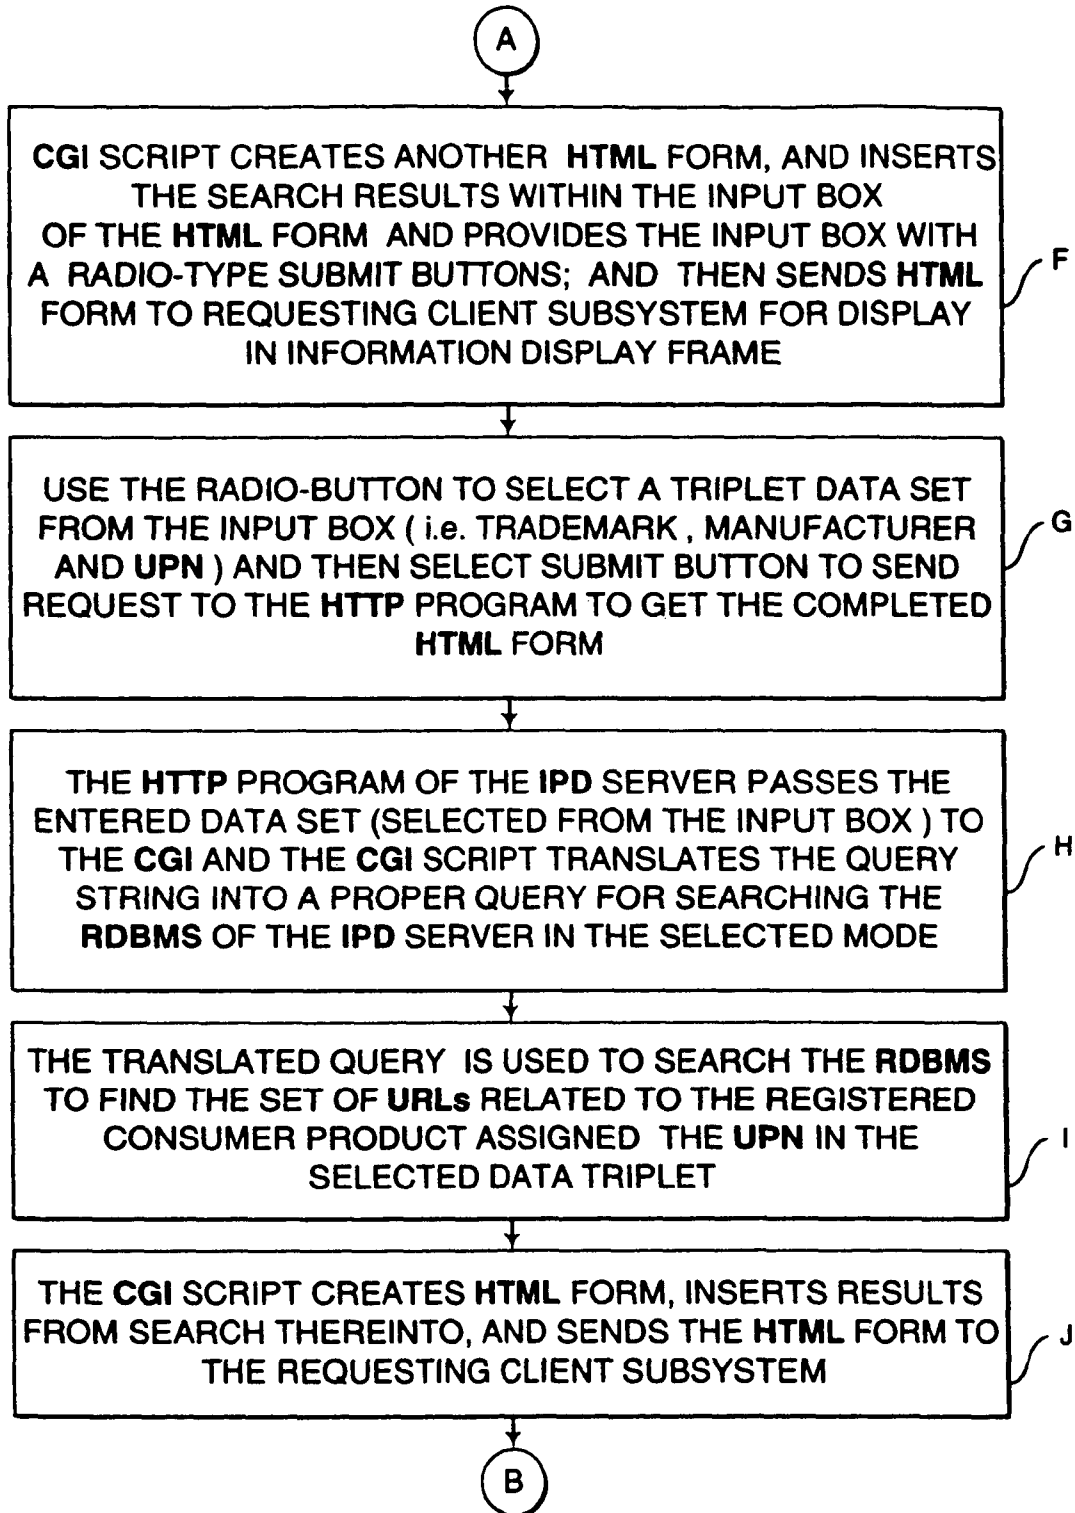 A
CGI SCRIPT CREATES ANOTHER HTML FORM, AND INSERTS
THE SEARCH RESULTS WITHIN THE INPUT BOX
OF THE HTML FORM AND PROVIDES THE INPUT BOX WITH
A RADIO-TYPE SUBMIT BUTTONS; AND THEN SENDS HTML
FORM TO REQUESTING CLIENT SUBSYSTEM FOR DISPLAY
IN INFORMATION DISPLAY FRAME
F
USE THE RADIO-BUTTON TO SELECT A TRIPLET DATA SET
FROM THE INPUT BOX ( i.e. TRADEMARK , MANUFACTURER
AND UPN ) AND THEN SELECT SUBMIT BUTTON TO SEND
REQUEST TO THE HTTP PROGRAM TO GET THE COMPLETED
HTML FORM
G
THE HTTP PROGRAM OF THE IPD SERVER PASSES THE
ENTERED DATA SET (SELECTED FROM THE INPUT BOX ) TO
THE CGI AND THE CGI SCRIPT TRANSLATES THE QUERY
STRING INTO A PROPER QUERY FOR SEARCHING THE
RDBMS OF THE IPD SERVER IN THE SELECTED MODE
H
THE TRANSLATED QUERY IS USED TO SEARCH THE RDBMS
TO FIND THE SET OF URLs RELATED TO THE REGISTERED
CONSUMER PRODUCT ASSIGNED THE UPN IN THE
SELECTED DATA TRIPLET
I
THE CGI SCRIPT CREATES HTML FORM, INSERTS RESULTS
FROM SEARCH THEREINTO, AND SENDS THE HTML FORM TO
THE REQUESTING CLIENT SUBSYSTEM
J
B